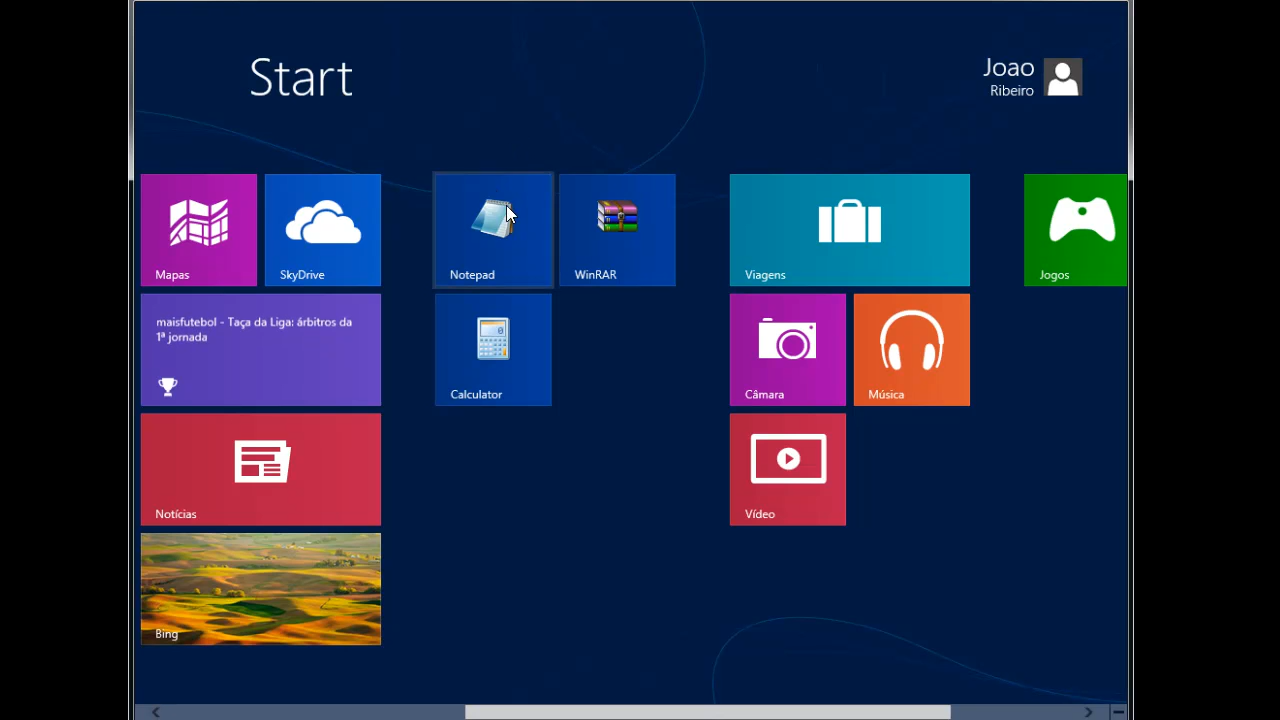 Start
Joao
Ribeiro
Mapas
SkyDrive
Notepad
WinRAR
Viagens
Jogos
maisfutebol - Taça da Liga: árbitros da
1ª jornada
Calculator
Câmara
Música
Notícias
Vídeo
Bing